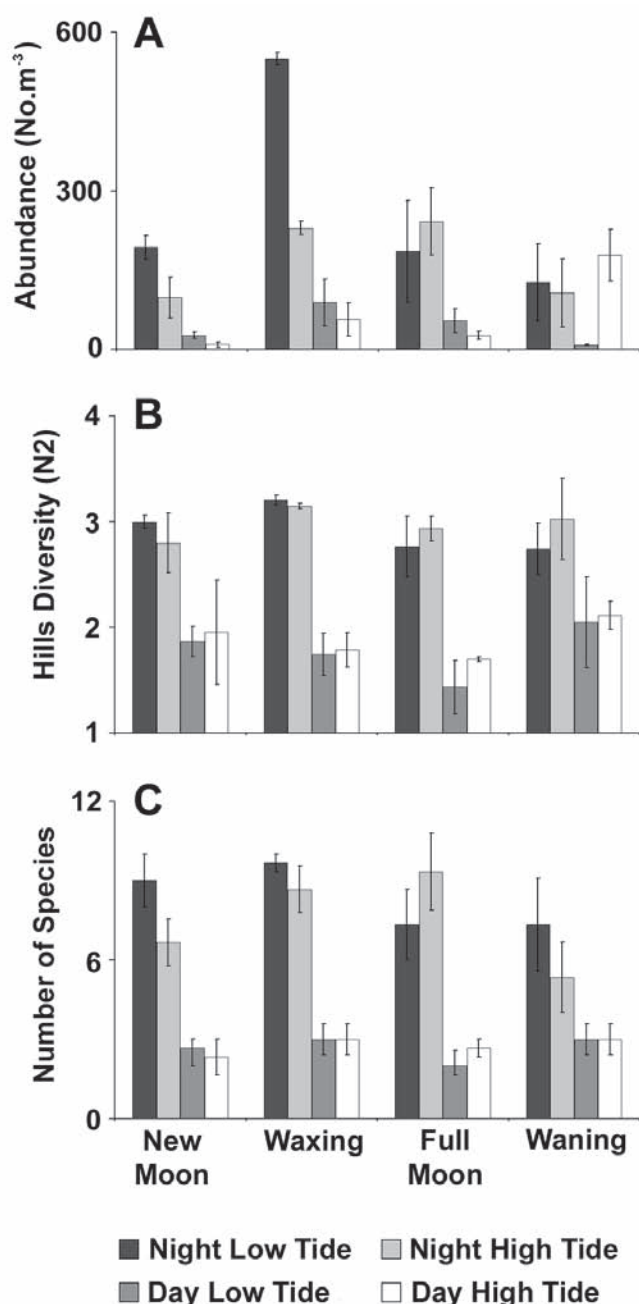 A
Abundance (No.m-3)
600
300
0
B
Hills Diversity (N2)
4
3
2
1
C
Number of Species
12
6
0
New Moon
Waxing
Full Moon
Waning
Night Low Tide
Night High Tide
Day Low Tide
Day High Tide